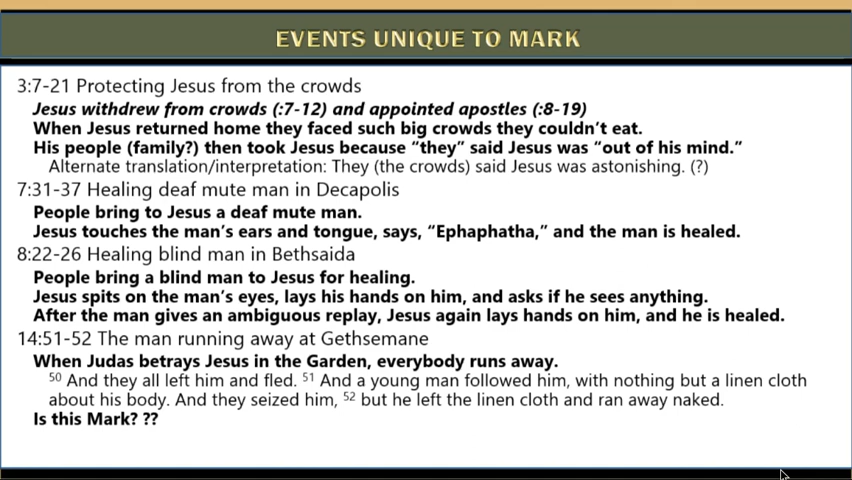 EVENTS UNIQUE TO MARK
3:7-21 Protecting Jesus from the crowds
Jesus withdrew from crowds (:7-12) and appointed apostles (:8-19)
When Jesus returned home they faced such big crowds they couldn't eat.
His people (family?) then took Jesus because "they" said Jesus was "out of his mind."
Alternate translation/interpretation: They (the crowds) said Jesus was astonishing. (?)
7:31-37 Healing deaf mute man in Decapolis
People bring to Jesus a deaf mute man.
Jesus touches the man's ears and tongue, says, "Ephaphatha," and the man is healed.
8:22-26 Healing blind man in Bethsaida
People bring a blind man to Jesus for healing.
Jesus spits on the man's eyes, lays his hands on him, and asks if he sees anything.
After the man gives an ambiguous replay, Jesus again lays hands on him, and he is healed.
14:51-52 The man running away at Gethsemane
When Judas betrays Jesus in the Garden, everybody runs away.
50 And they all left him and fled. 51 And a young man followed him, with nothing but a linen cloth
about his body. And they seized him, 52 but he left the linen cloth and ran away naked.
Is this Mark? ??